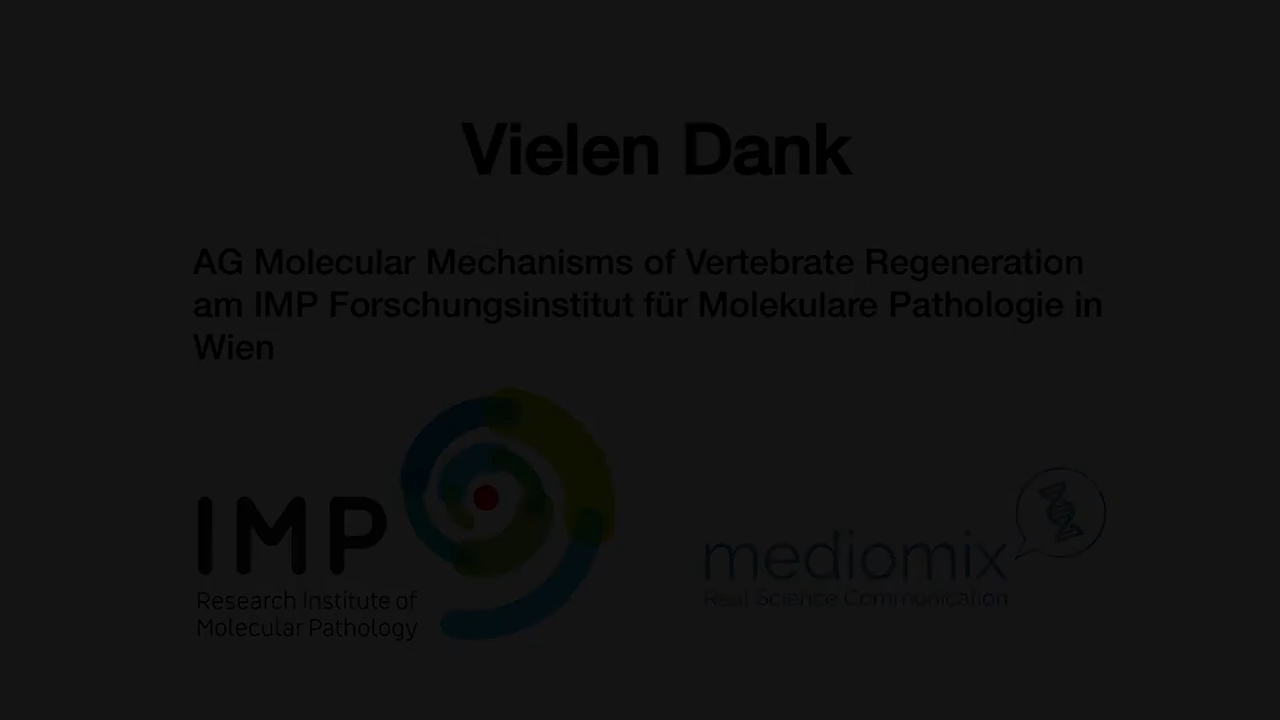 Vielen Dank
AG Molecular Mechanisms of Vertebrate Regeneration
am IMP Forschungsinstitut für Molekulare Pathologie in
Wien
IMP
Research Institute of
Molecular Pathology
mediomix
Real Science Communication